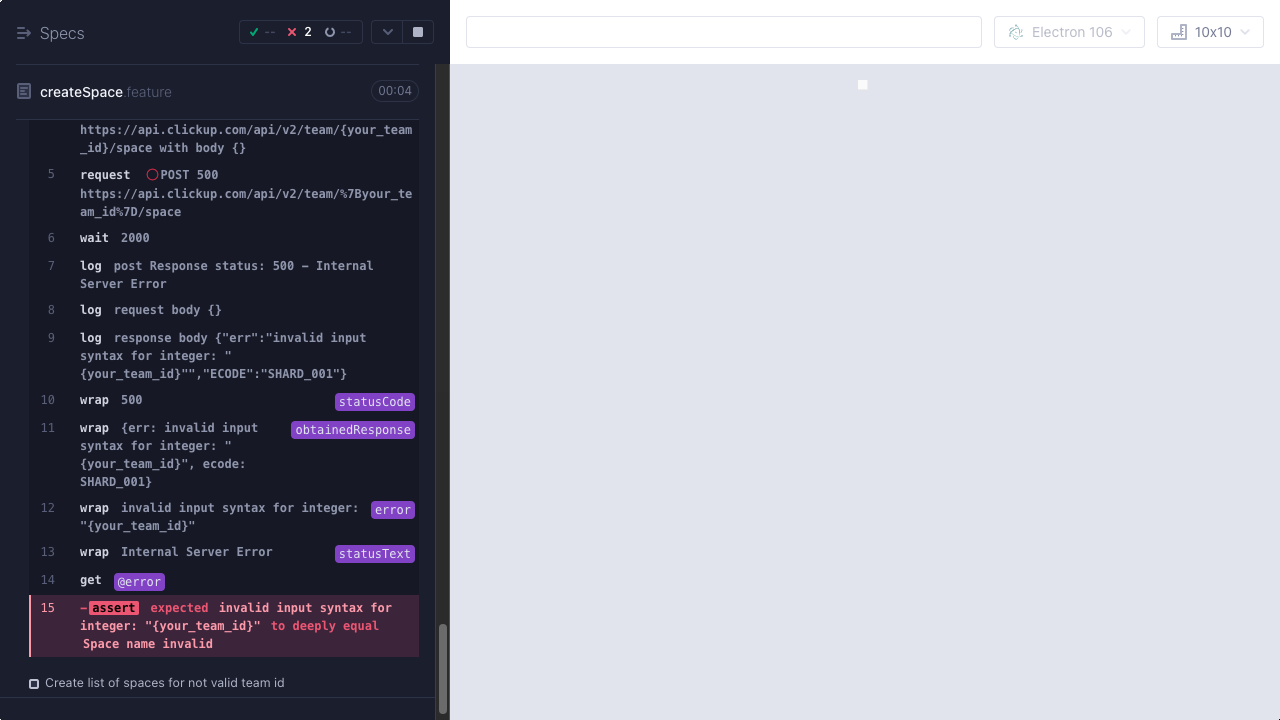 Specs
-- 2 --
Electron 106
10x10
createSpace.feature
00:04
https://api.clickup.com/api/v2/team/{your_team
_id}/space with body {}
5 request POST 500
https://api.clickup.com/api/v2/team/%7Byour_te
am_id%7D/space
6 wait 2000
7 log post Response status: 500 – Internal
Server Error
8 log request body {}
9 log response body {"err":"invalid input
syntax for integer: "
{your_team_id}"","ECODE":"SHARD_001"}
10 wrap 500 statusCode
11 wrap {err: invalid input obtainedResponse
syntax for integer: "
{your_team_id}", ecode:
SHARD_001}
12 wrap invalid input syntax for integer: error
"{your_team_id}"
13 wrap Internal Server Error statusText
14 get @error
15 –assert expected invalid input syntax for
integer: "{your_team_id}" to deeply equal
Space name invalid
Create list of spaces for not valid team id